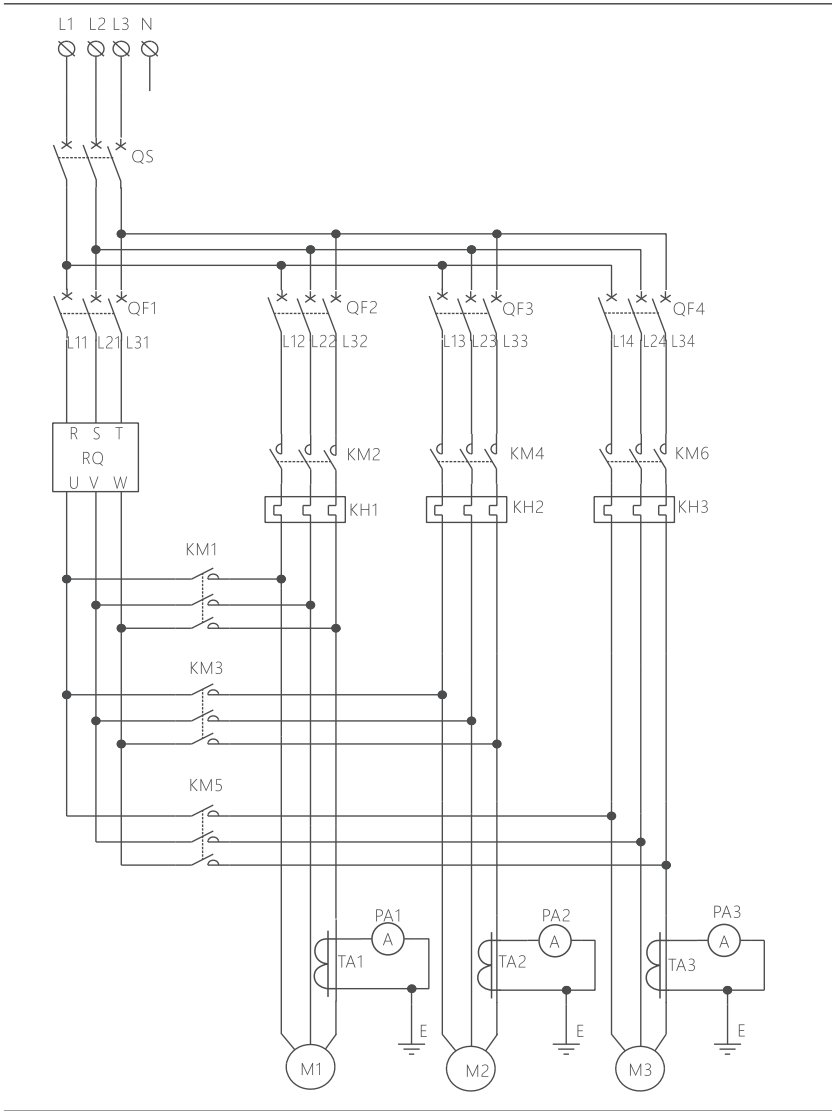 L1 L2 L3 N
QS
QF1 QF2 QF3 QF4
L11 L21 L31 L12 L22 L32 L13 L23 L33 L14 L24 L34
R S T
RQ
U V W
KM2 KM4 KM6
KH1 KH2 KH3
KM1
KM3
KM5
PA1 PA2 PA3
A A A
TA1 TA2 TA3
E E E
M1 M2 M3